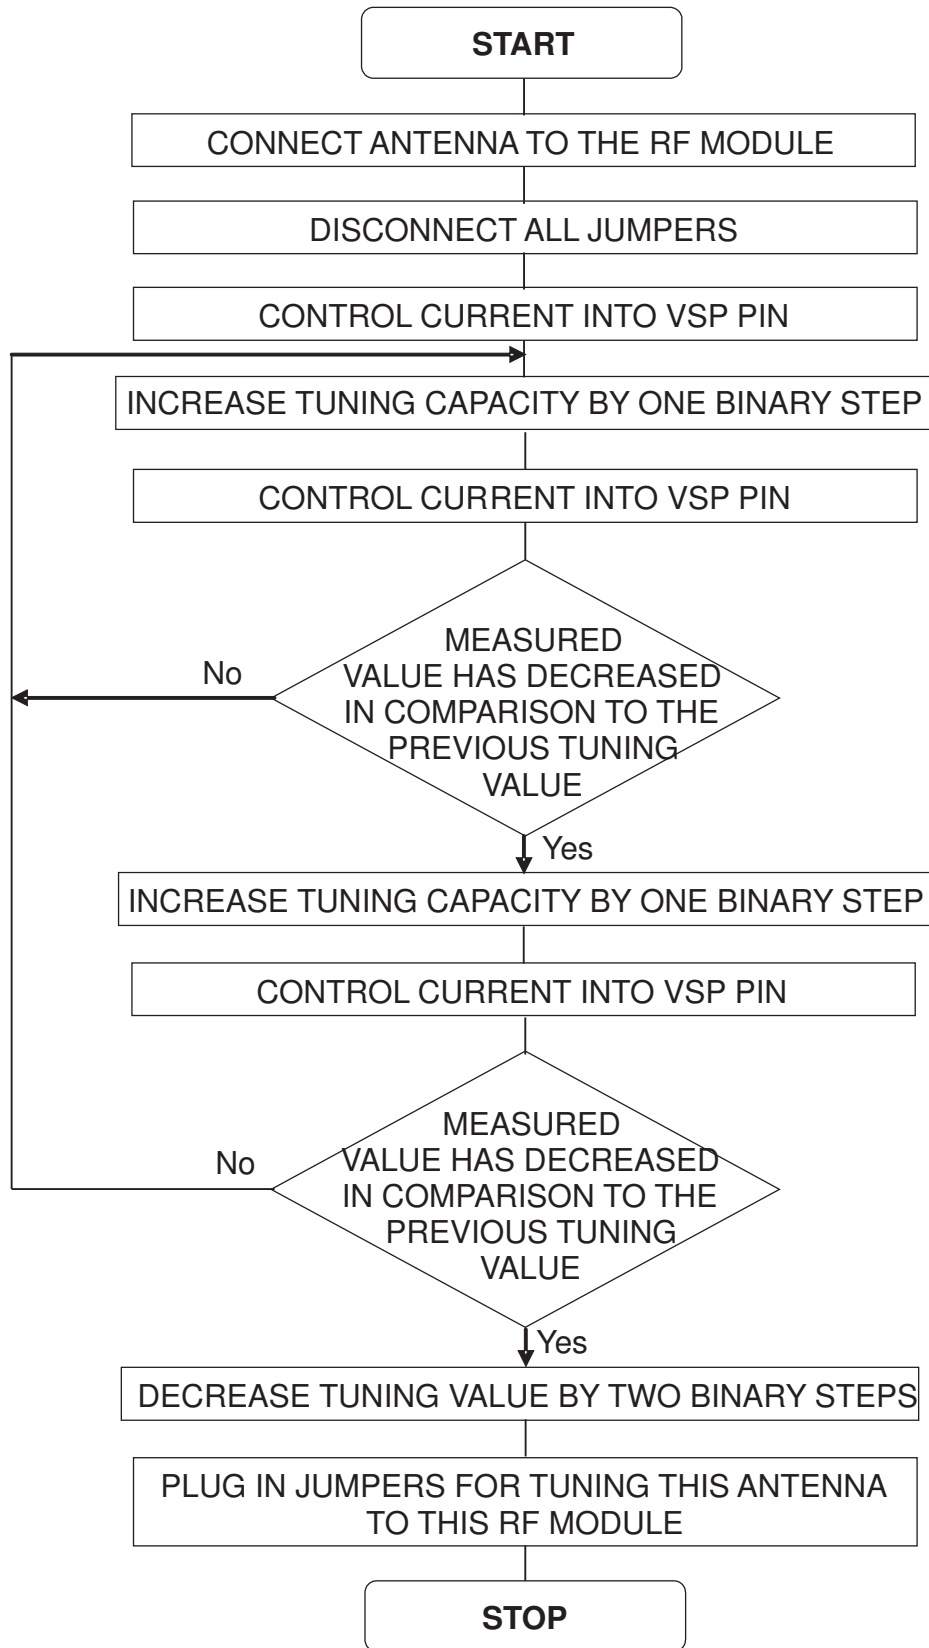 START
CONNECT ANTENNA TO THE RF MODULE
DISCONNECT ALL JUMPERS
CONTROL CURRENT INTO VSP PIN
INCREASE TUNING CAPACITY BY ONE BINARY STEP
CONTROL CURRENT INTO VSP PIN
MEASURED
No
VALUE HAS DECREASED
IN COMPARISON TO THE
PREVIOUS TUNING
VALUE
Yes
INCREASE TUNING CAPACITY BY ONE BINARY STEP
CONTROL CURRENT INTO VSP PIN
MEASURED
No
VALUE HAS DECREASED
IN COMPARISON TO THE
PREVIOUS TUNING
VALUE
Yes
DECREASE TUNING VALUE BY TWO BINARY STEPS
PLUG IN JUMPERS FOR TUNING THIS ANTENNA
TO THIS RF MODULE
STOP